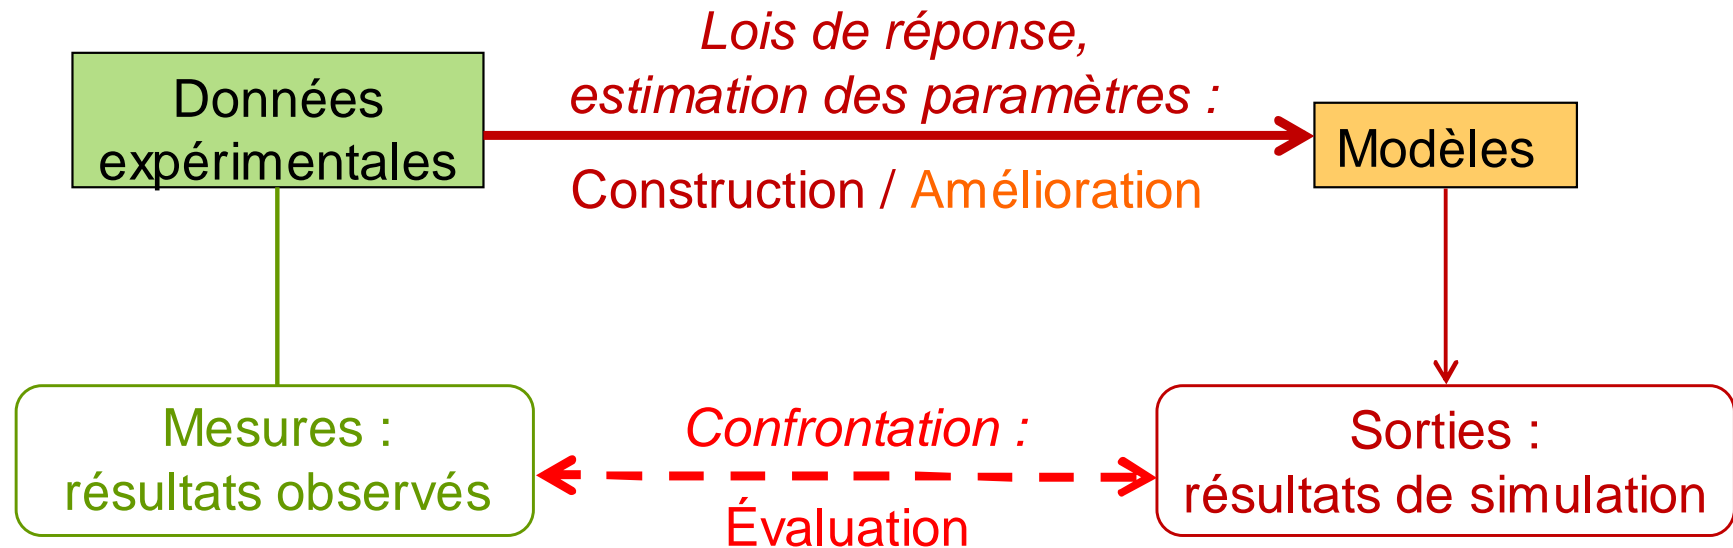 Données
expérimentales
Lois de réponse,
estimation des paramètres :
Construction / Amélioration
Modèles
Mesures :
résultats observés
Confrontation :
Évaluation
Sorties :
résultats de simulation